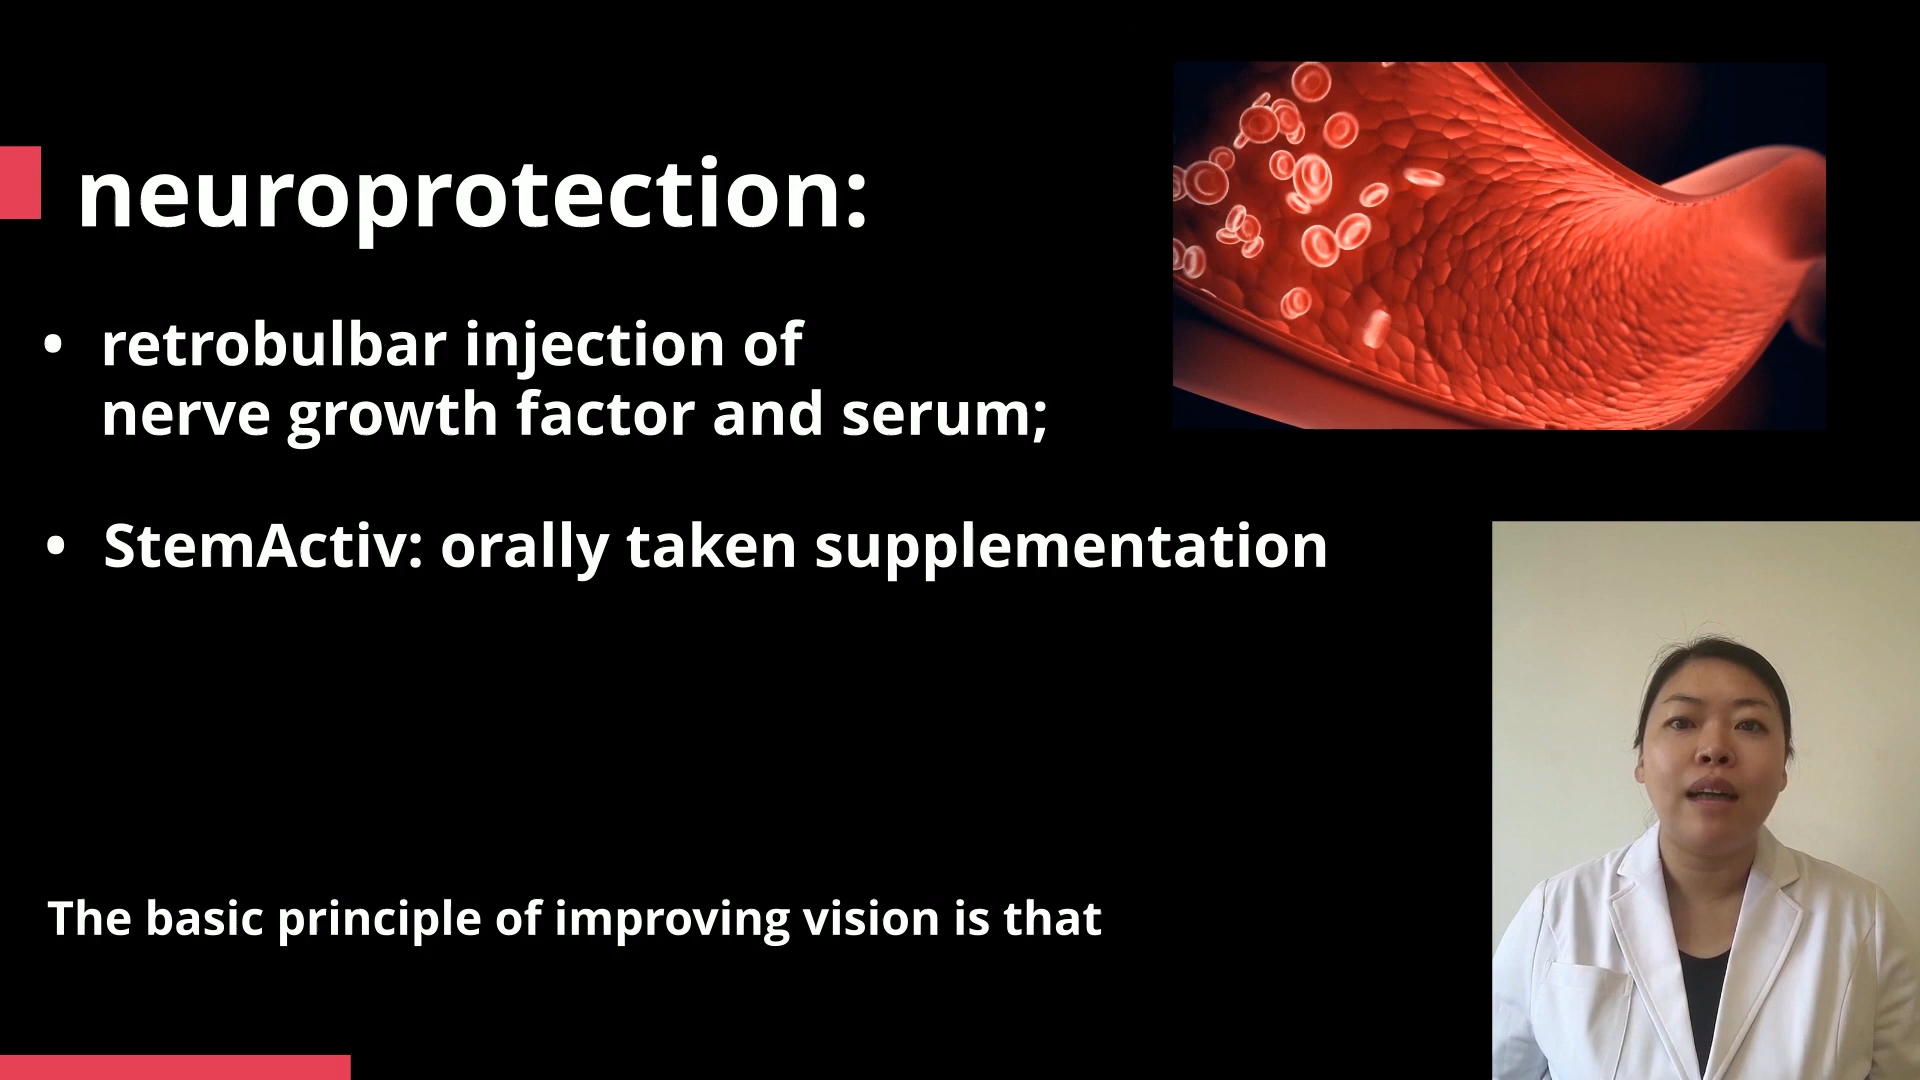 neuroprotection:
• retrobulbar injection of
nerve growth factor and serum;
• StemActiv: orally taken supplementation
The basic principle of improving vision is that